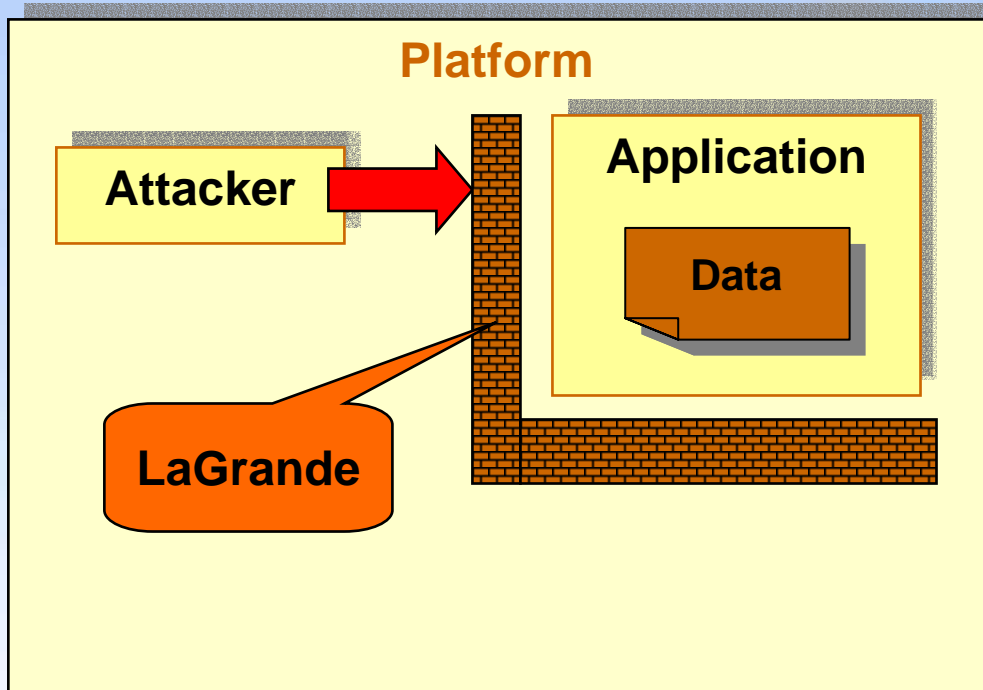 Platform
Attacker
Application
Data
LaGrande